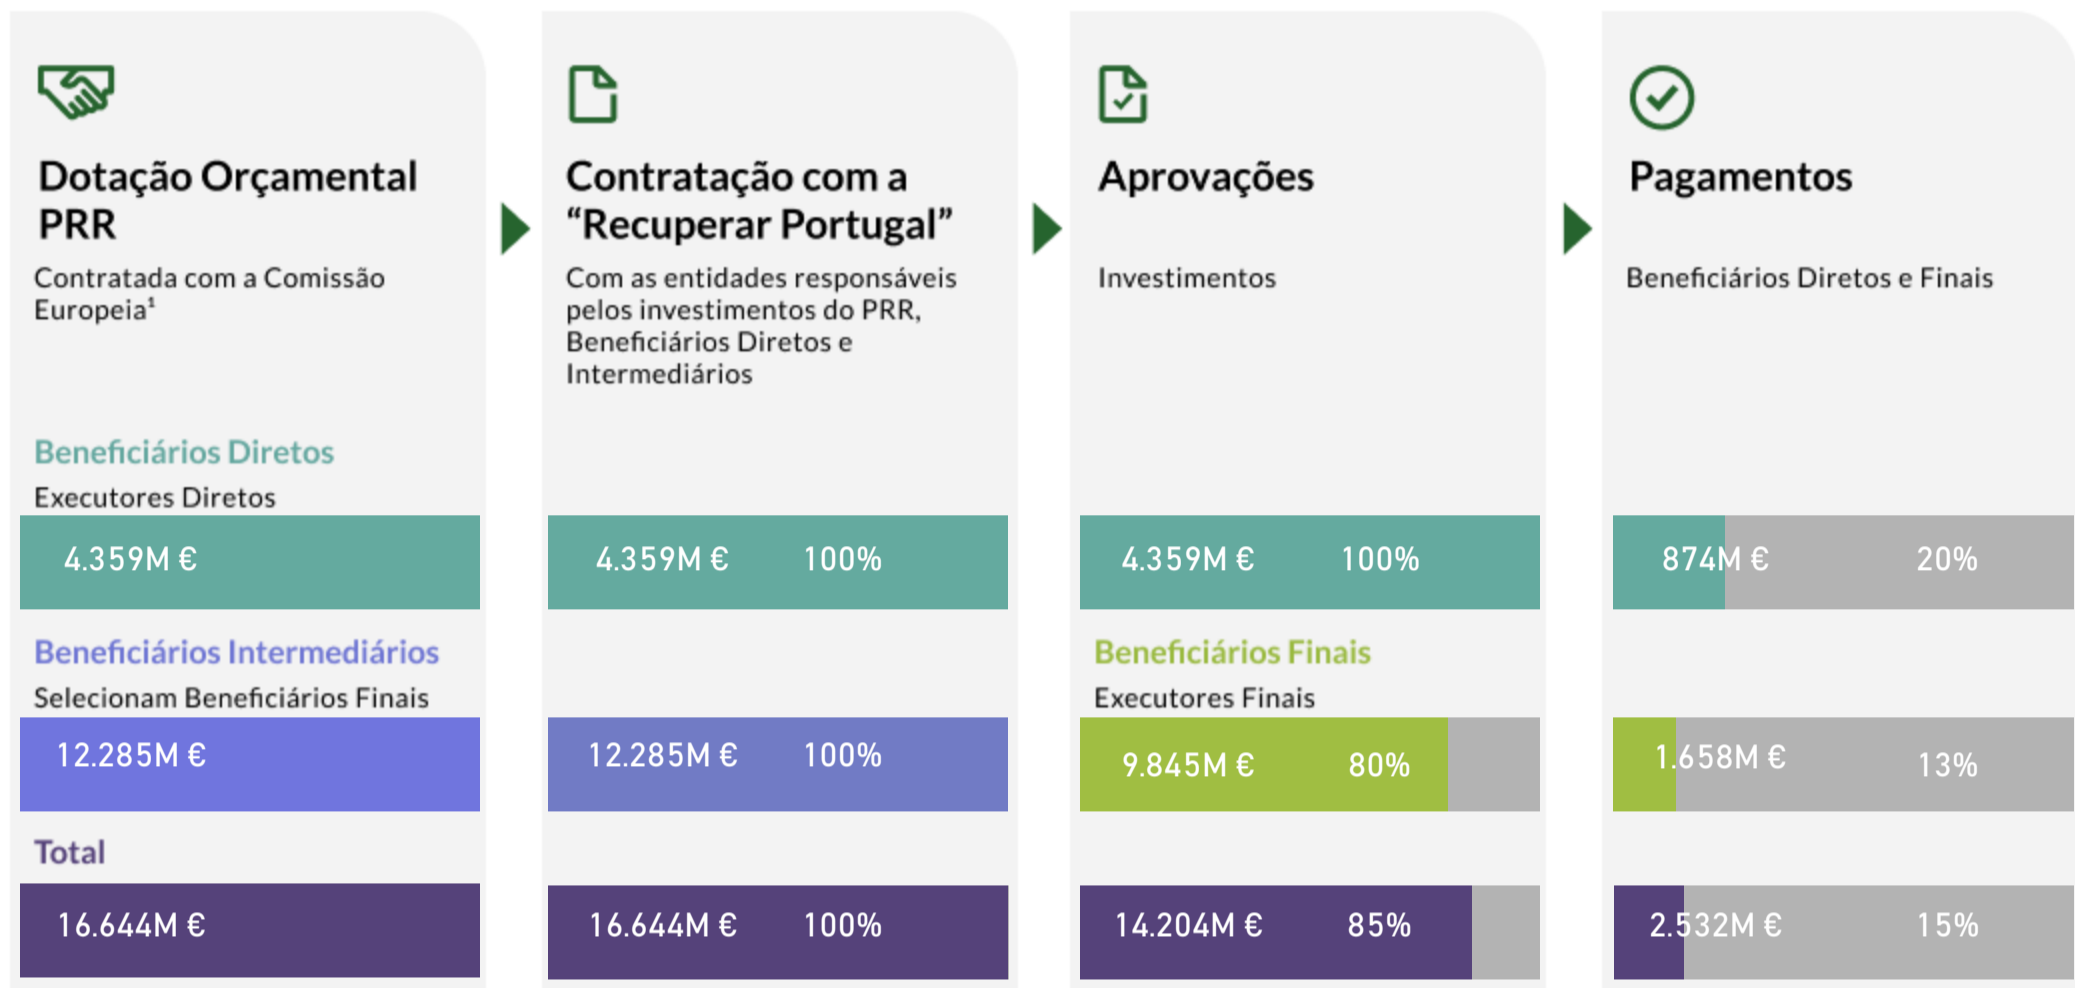 Dotação Orçamental
PRR
Contratada com a Comissão
Europeia¹
Beneficiários Diretos
Executores Diretos
4.359M €
Beneficiários Intermediários
Selecionam Beneficiários Finais
12.285M €
Total
16.644M €
Contratação com a
“Recuperar Portugal”
Com as entidades responsáveis
pelos investimentos do PRR,
Beneficiários Diretos e
Intermediários
4.359M € 100%
12.285M € 100%
16.644M € 100%
Aprovações
Investimentos
4.359M € 100%
Beneficiários Finais
Executores Finais
9.845M € 80%
14.204M € 85%
Pagamentos
Beneficiários Diretos e Finais
874M € 20%
1.658M € 13%
2.532M € 15%